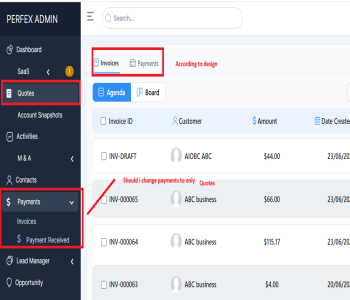 PERFEX ADMIN
Search...
Dashboard
SaaS
Quotes
Account Snapshots
Activities
M & A
Contacts
Payments
Invoices
Payment Received
Lead Manager
Opportunity
Invoices Payments
According to design
Agenda Board
Invoice ID Customer Amount Date Create
INV-DRAFT AIOBC ABC $44.00 23/06/20
Should i change payments to only Quotes
INV-000065 ABC business $66.00 23/06/20
INV-000064 ABC business $115.17 23/06/20
INV-000063 ABC business $4.00 20/06/20